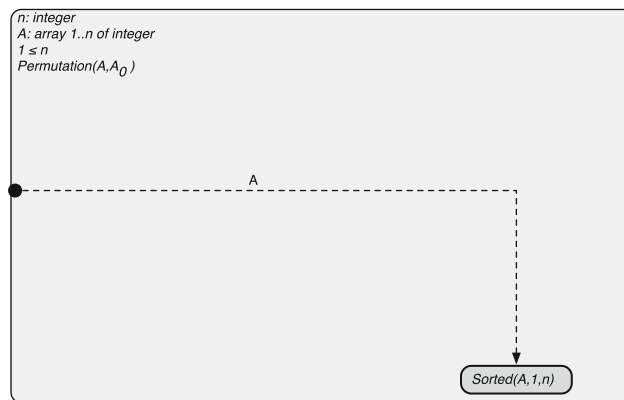 n: integer
A: array 1..n of integer
1 ≤ n
Permutation(A,A₀ )
A
Sorted(A,1,n)